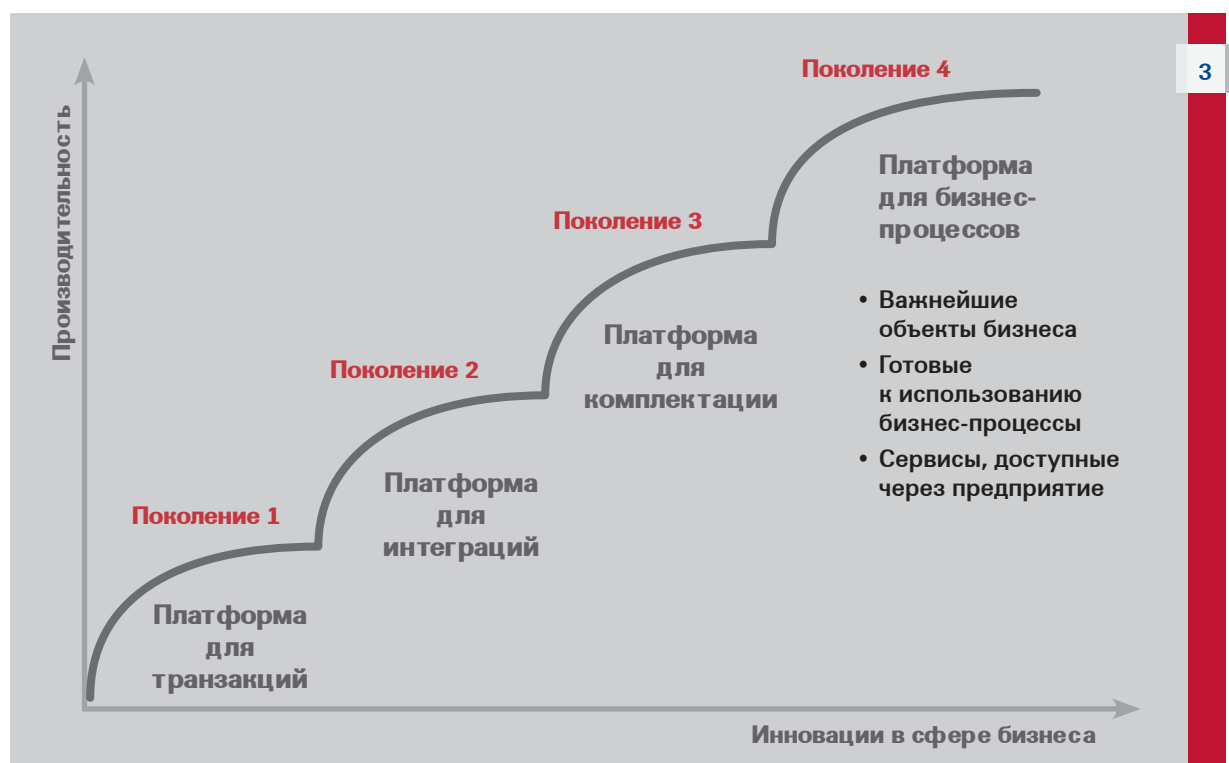 3
Производительность
Поколение 1
Платформа
для
транзакций
Поколение 2
Платформа
для
интеграций
Поколение 3
Платформа
для
комплектации
Поколение 4
Платформа
для бизнес-
процессов
• Важнейшие
объекты бизнеса
• Готовые
к использованию
бизнес-процессы
• Сервисы, доступные
через предприятие
Инновации в сфере бизнеса